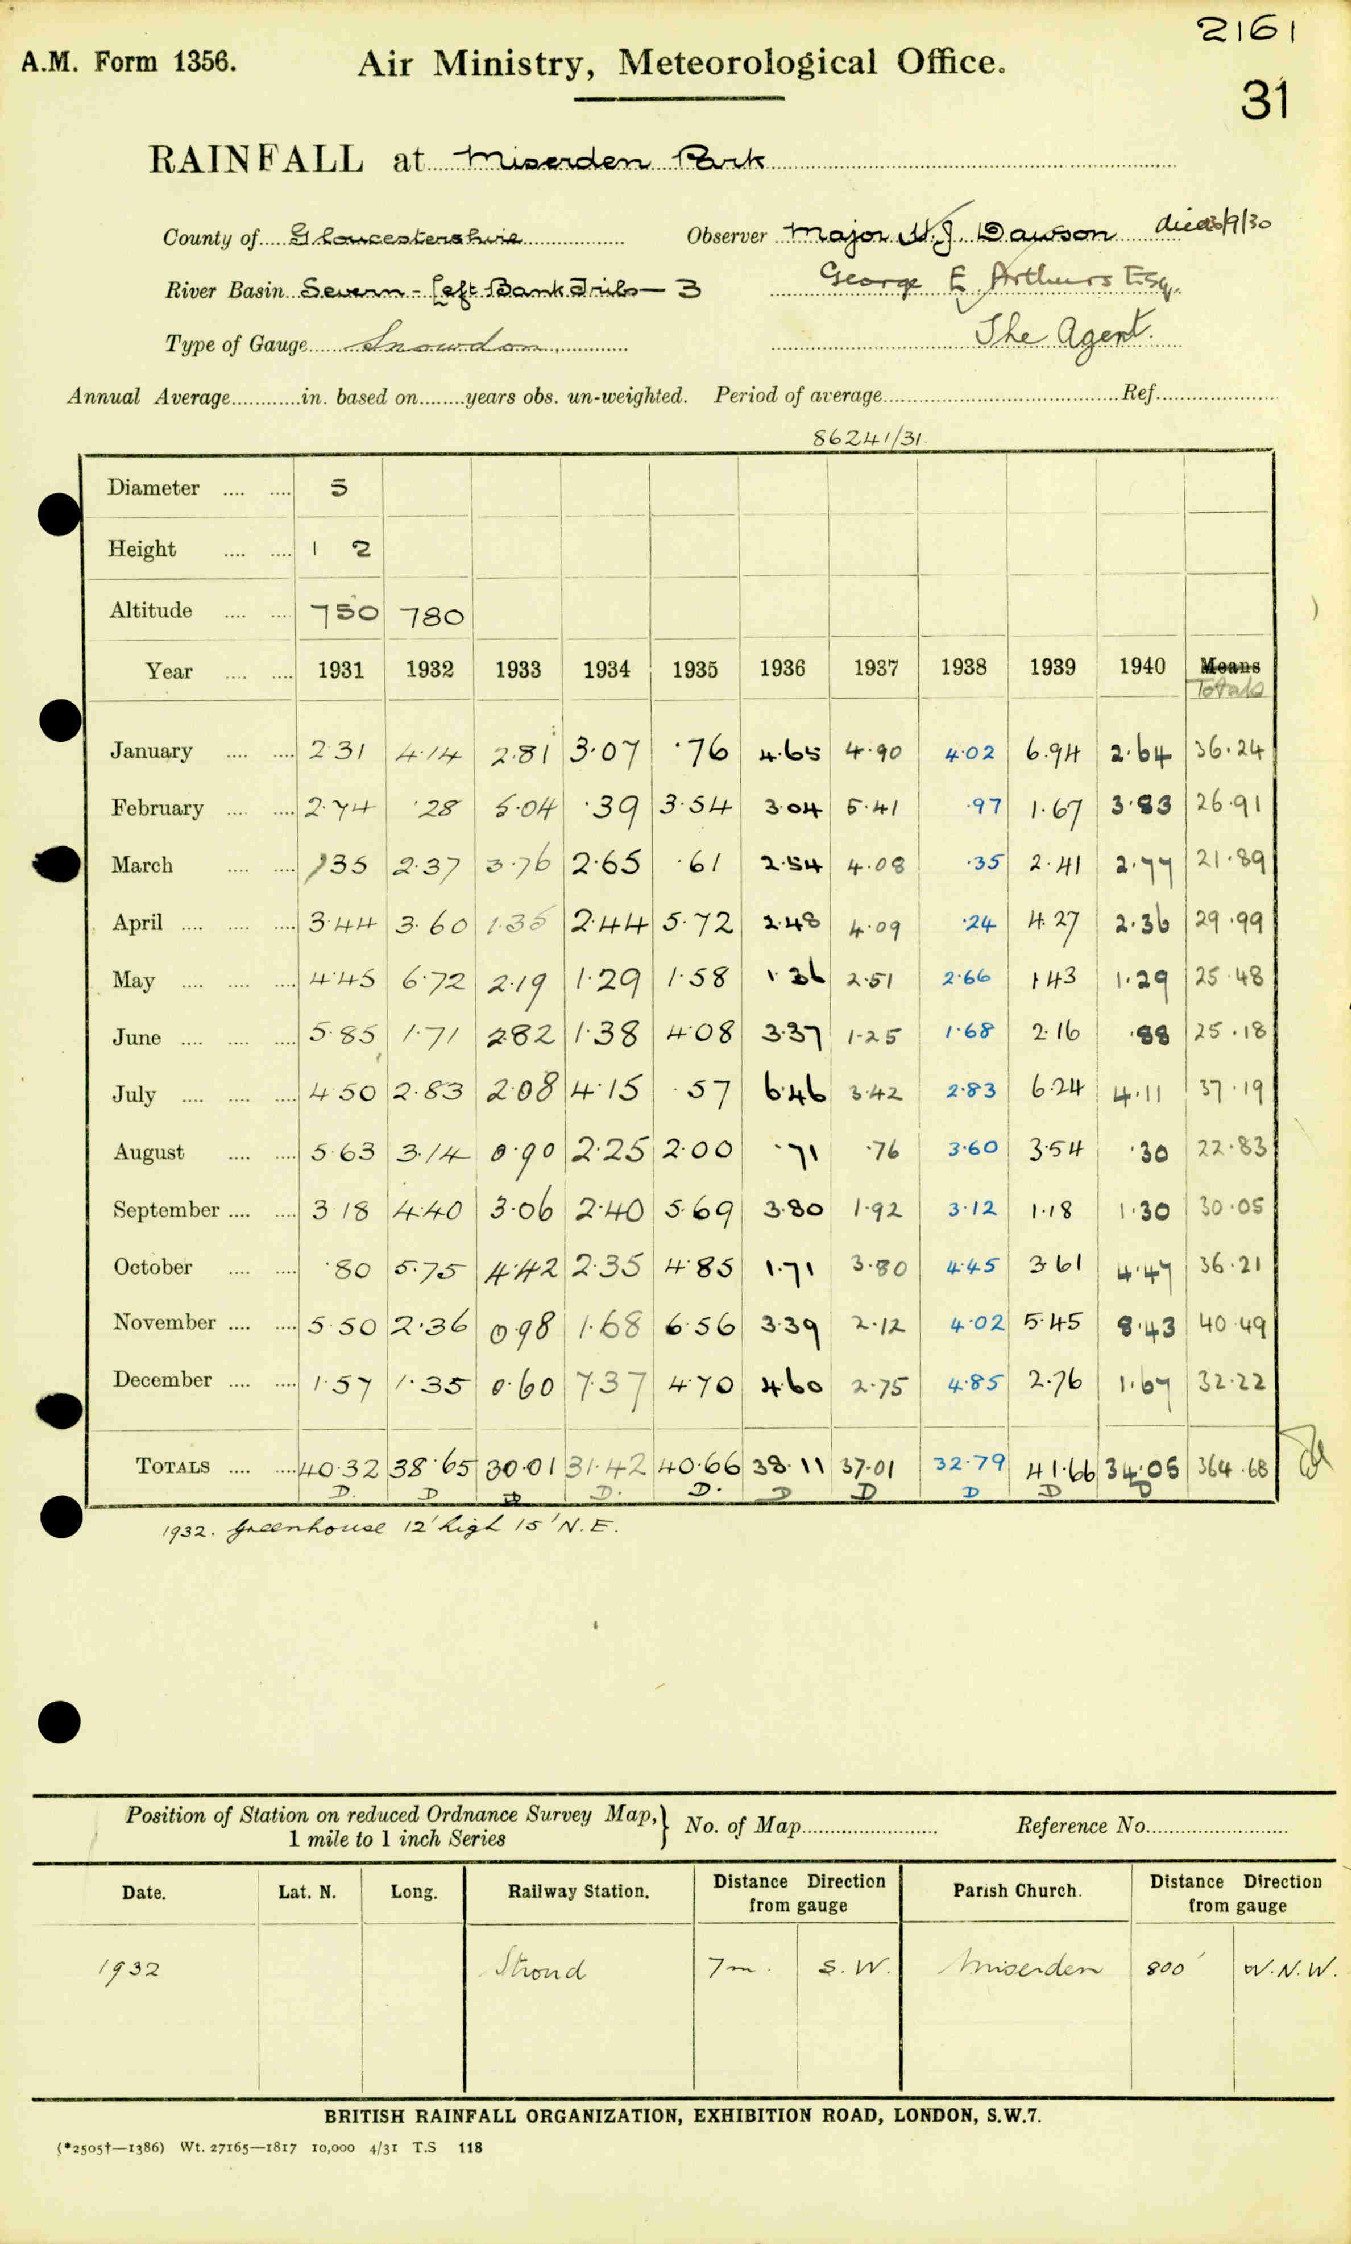 2161
A.M. Form 1356. Air Ministry, Meteorological Office.
31
RAINFALL at Miserden Park
County of Gloucestershire Observer Major W.J. Dawson died 3/9/30
River Basin Severn - Left Bank Tribs - 3 George E Arthurs Esq.
Type of Gauge Snowdon The Agent.
Annual Average............in. based on........years obs. un-weighted. Period of average............Ref............
86241/31
Diameter .... .... 5
Height .... .... 1 2
Altitude .... .... 750 780
Year .... .... 1931 1932 1933 1934 1935 1936 1937 1938 1939 1940 Means
Totals
January .... .... 2.31 4.14 2.81 3.07 .76 4.65 4.90 4.02 6.94 2.64 36.24
February .... .... 2.74 .28 5.04 .39 3.54 3.04 5.41 .97 1.67 3.83 26.91
March .... .... 1.35 2.37 3.76 2.65 .61 2.54 4.08 .35 2.41 2.77 21.89
April .... .... .... 3.44 3.60 1.35 2.44 5.72 2.48 4.09 .24 4.27 2.36 29.99
May .... .... .... 4.45 6.72 2.19 1.29 1.58 1.36 2.51 2.66 1.43 1.29 25.48
June .... .... .... 5.85 1.71 2.82 1.38 4.08 3.37 1.25 1.68 2.16 .88 25.18
July .... .... .... 4.50 2.83 2.08 4.15 .57 6.46 3.42 2.83 6.24 4.11 37.19
August .... .... 5.63 3.14 0.90 2.25 2.00 .71 .76 3.60 3.54 .30 22.83
September .... .... 3.18 4.40 3.06 2.40 5.69 3.80 1.92 3.12 1.18 1.30 30.05
October .... .... .80 5.75 4.42 2.35 4.85 1.71 3.80 4.45 3.61 4.47 36.21
November .... .... 5.50 2.36 0.98 1.68 6.56 3.39 2.12 4.02 5.45 8.43 40.49
December .... .... 1.57 1.35 0.60 7.37 4.70 4.60 2.75 4.85 2.76 1.67 32.22
TOTALS .... .... 40.32 38.65 30.01 31.42 40.66 38.11 37.01 32.79 41.66 34.05 364.68
D. D D D. D. D D D D D
1932. Greenhouse 12' high 15' N.E.
Position of Station on reduced Ordnance Survey Map,} No. of Map............ Reference No............
1 mile to 1 inch Series
Date. Lat. N. Long. Railway Station. Distance Direction from gauge Parish Church. Distance Direction from gauge
1932 Stroud 7m. S.W. Miserden 800' W.N.W.
BRITISH RAINFALL ORGANIZATION, EXHIBITION ROAD, LONDON, S.W.7.
(*2505†—1386) Wt. 27165—1817 10,000 4/31 T.S 118